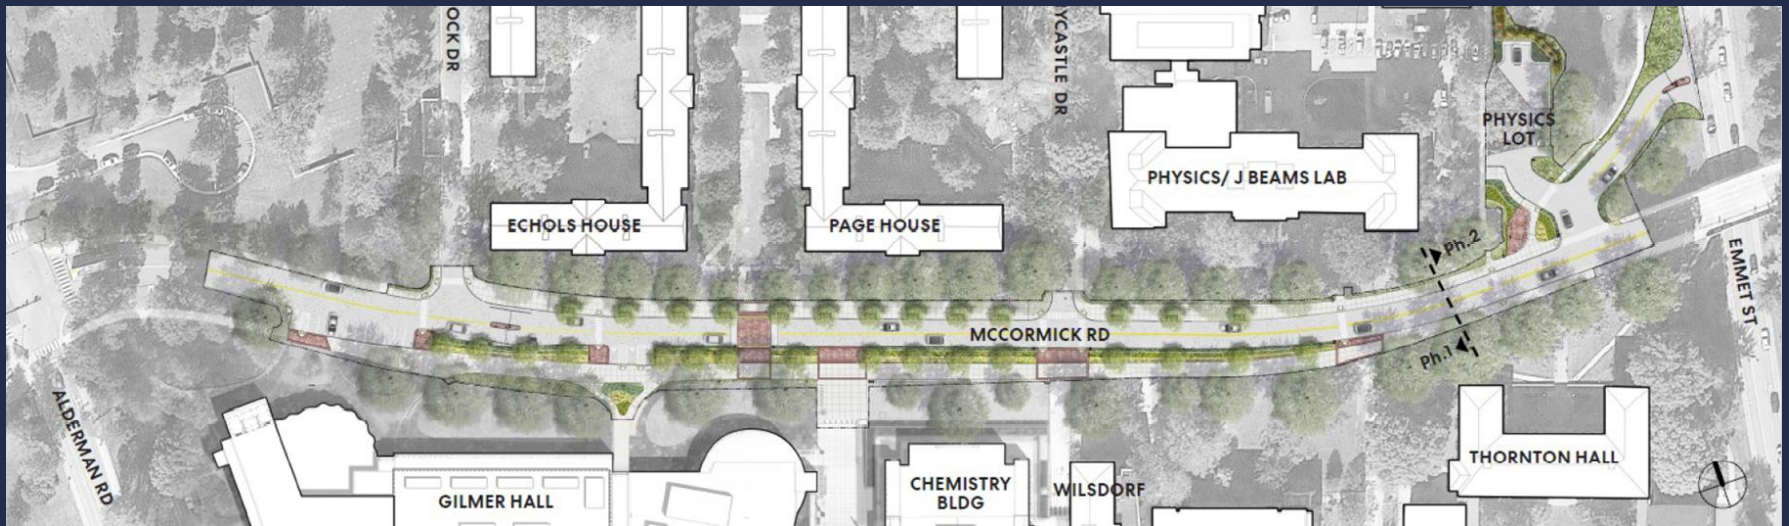 OCK DR
YCASTLE DR
PHYSICS
LOT
PHYSICS/ J BEAMS LAB
ECHOLS HOUSE
PAGE HOUSE
Ph.2
EMMET ST
MCCORMICK RD
Ph.1
ALDERMAN RD
THORNTON HALL
GILMER HALL
CHEMISTRY
BLDG
WILSDORF